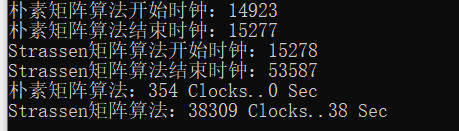 朴素矩阵算法开始时钟：14923
朴素矩阵算法结束时钟：15277
Strassen矩阵算法开始时钟：15278
Strassen矩阵算法结束时钟：53587
朴素矩阵算法：354 Clocks..0 Sec
Strassen矩阵算法：38309 Clocks..38 Sec